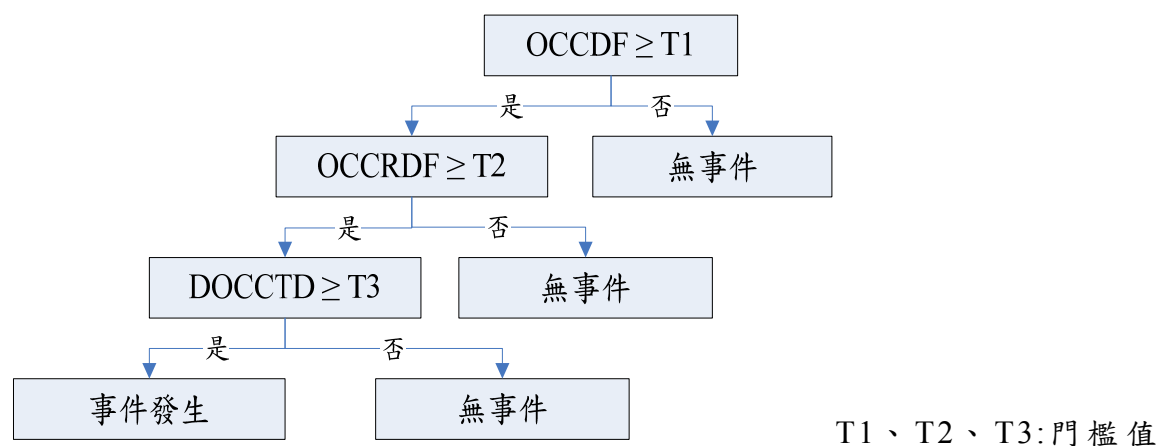 OCCDF ≥ T1
是
否
OCCRDF ≥ T2
無事件
是
否
DOCCTD ≥ T3
無事件
是
否
事件發生
無事件
T1、T2、T3:門檻值